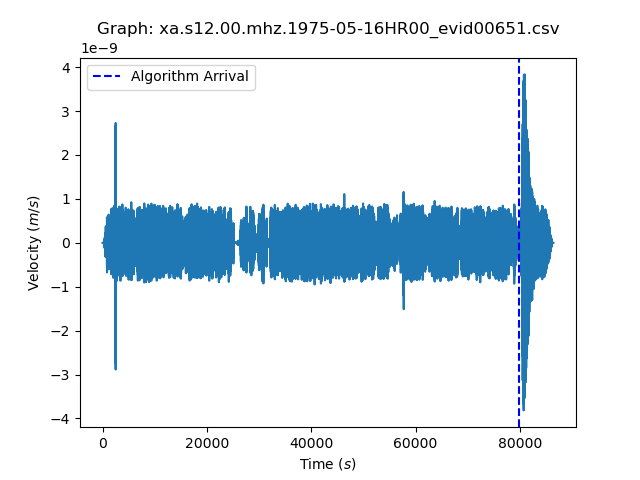 Graph: xa.s12.00.mhz.1975-05-16HR00_evid00651.csv
1e−9
Algorithm Arrival
4
3
2
1
0
−1
−2
−3
−4
Velocity (m/s)
0 20000 40000 60000 80000
Time (s)